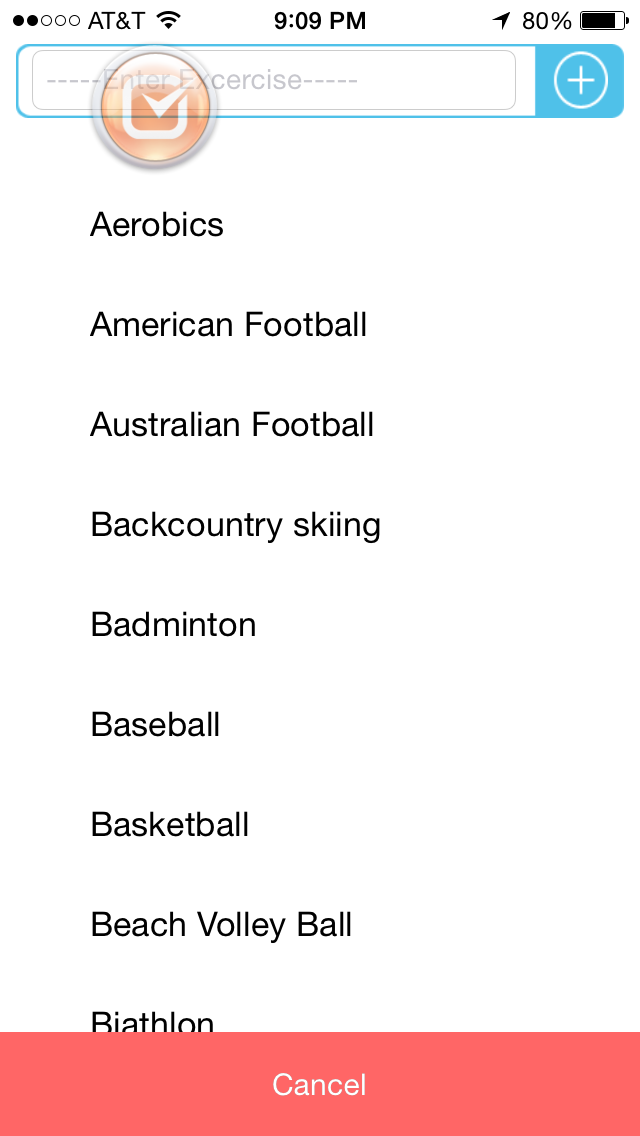 AT&T 9:09 PM 80%
-----Enter Excercise-----
Aerobics
American Football
Australian Football
Backcountry skiing
Badminton
Baseball
Basketball
Beach Volley Ball
Biathlon
Cancel